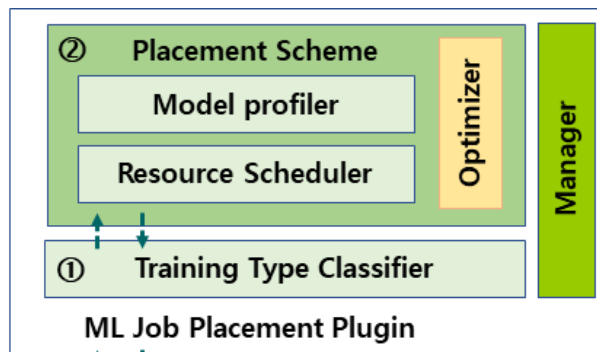 ② Placement Scheme
Model profiler
Resource Scheduler
Optimizer
Manager
① Training Type Classifier
ML Job Placement Plugin